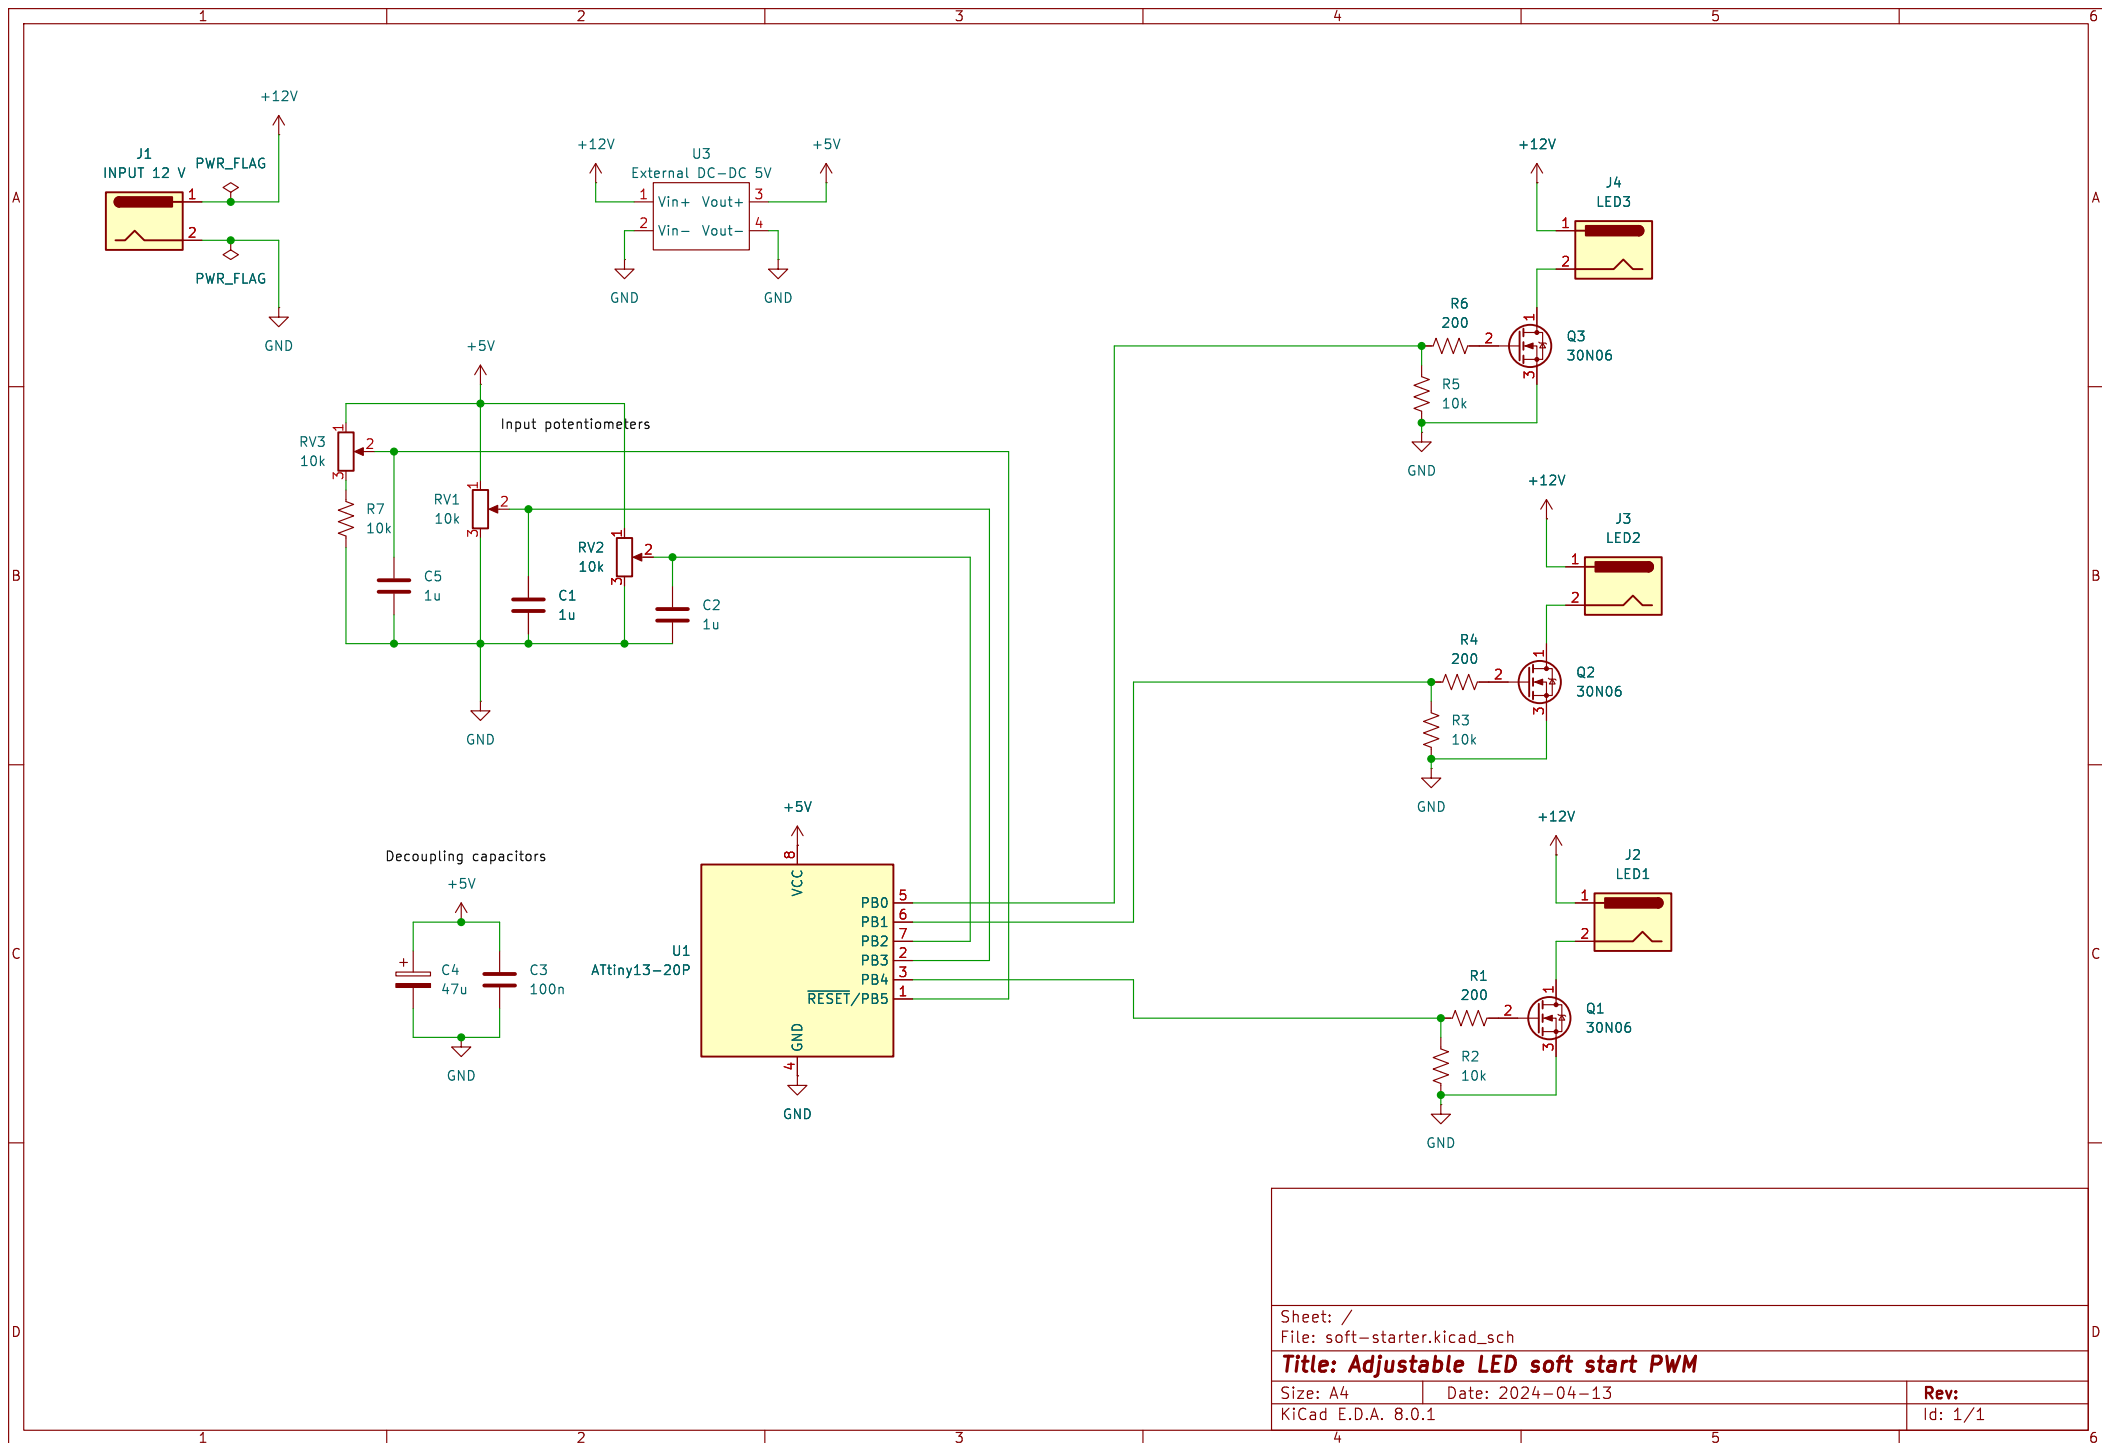 1 2 3 4 5 6
A
B
C
D
A
B
C
D
1 2 3 4 5 6
+12V
J1
INPUT 12 V
PWR_FLAG
1
2
PWR_FLAG
GND
+12V
U3
External DC-DC 5V
+5V
1 Vin+ Vout+ 3
2 Vin- Vout- 4
GND
GND
+5V
Input potentiometers
RV3
10k
1
2
3
R7
10k
RV1
10k
1
2
3
RV2
10k
1
2
3
C5
1u
C1
1u
C2
1u
GND
Decoupling capacitors
+5V
+
C4
47u
C3
100n
GND
+5V
8
VCC
U1
ATtiny13-20P
PB0 5
PB1 6
PB2 7
PB3 2
PB4 3
RESET/PB5 1
GND
4
GND
+12V
J4
LED3
1
2
R6
200
2
1
3
Q3
30N06
R5
10k
GND
+12V
J3
LED2
1
2
R4
200
2
1
3
Q2
30N06
R3
10k
GND
+12V
J2
LED1
1
2
R1
200
2
1
3
Q1
30N06
R2
10k
GND
Sheet: /
File: soft-starter.kicad_sch
Title: Adjustable LED soft start PWM
Size: A4 Date: 2024-04-13 Rev:
KiCad E.D.A. 8.0.1 Id: 1/1